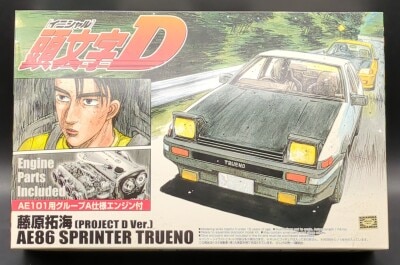 イニシャル
頭文字D
Engine
Parts
Included
AE101用グループA仕様エンジン付
藤原拓海(PROJECT D Ver.)
AE86 SPRINTER TRUENO
TRUENO